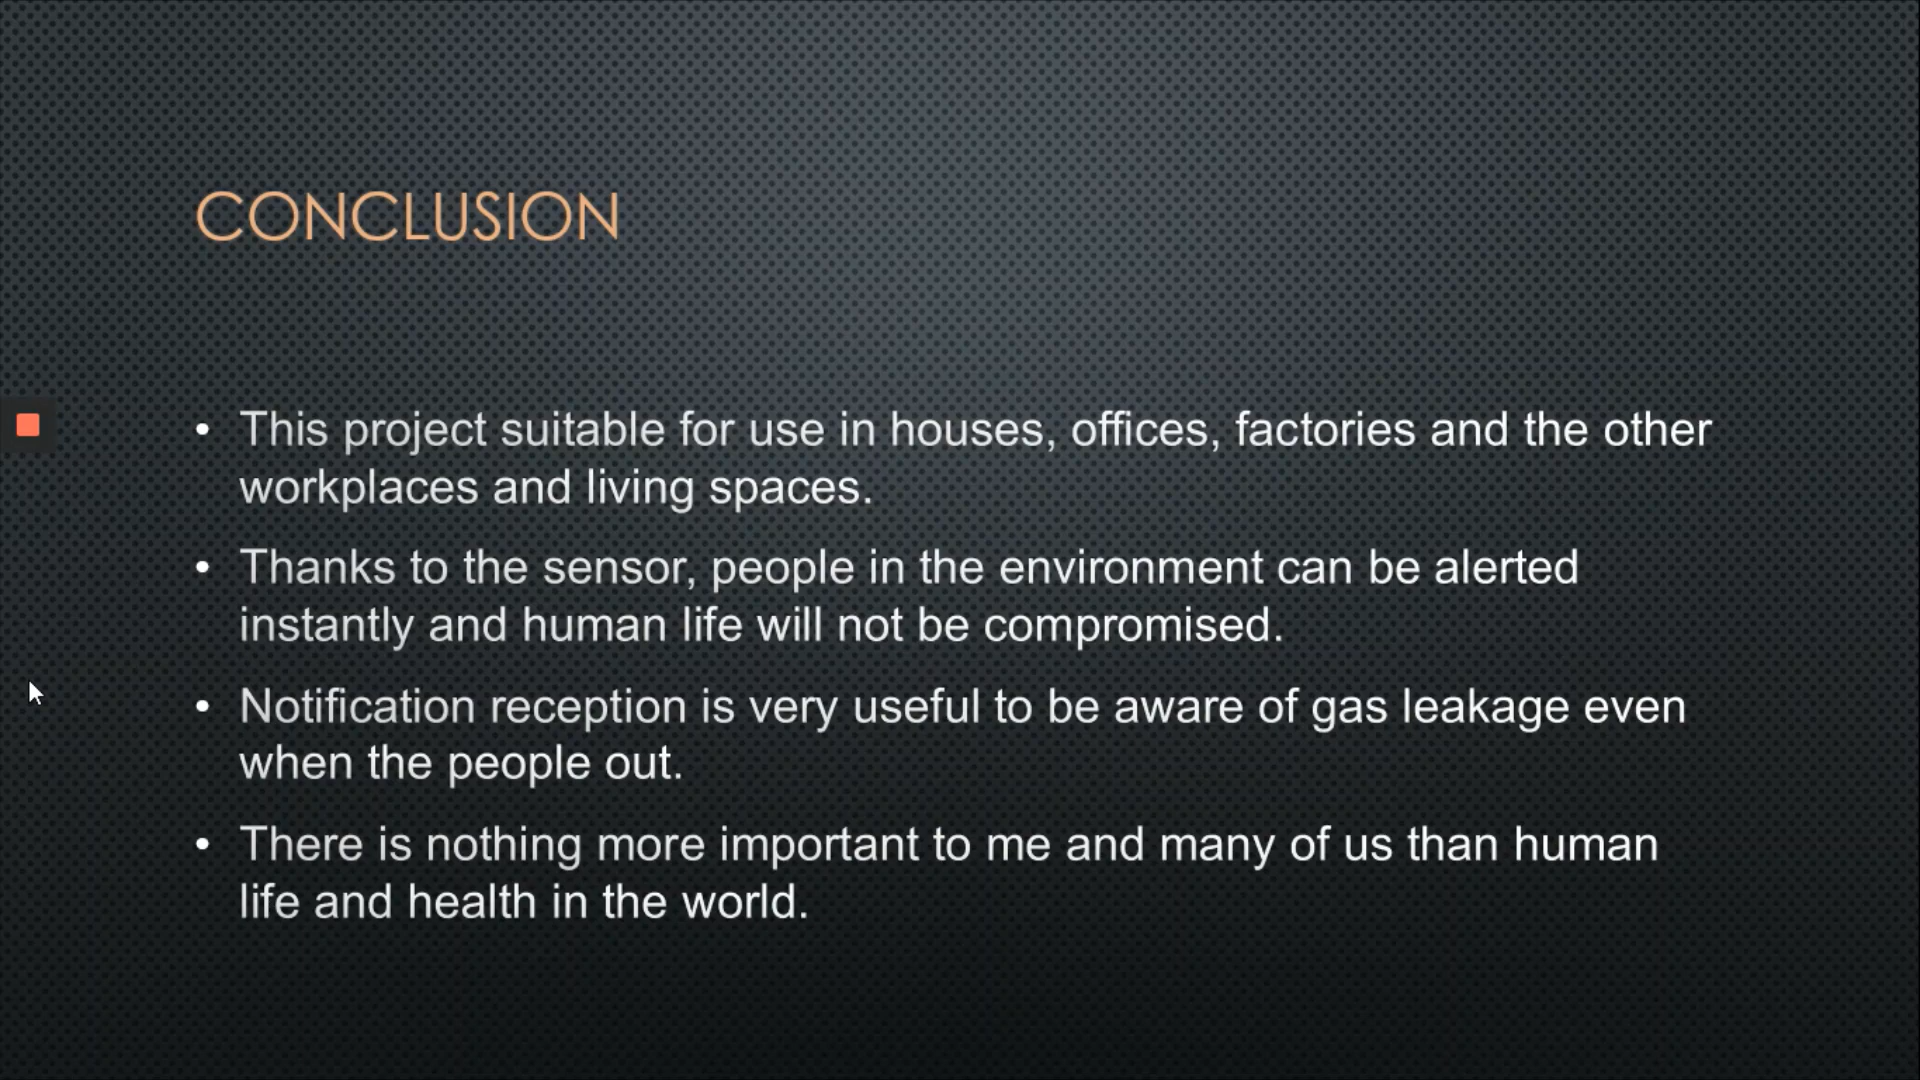 CONCLUSION
• This project suitable for use in houses, offices, factories and the other
workplaces and living spaces.
• Thanks to the sensor, people in the environment can be alerted
instantly and human life will not be compromised.
• Notification reception is very useful to be aware of gas leakage even
when the people out.
• There is nothing more important to me and many of us than human
life and health in the world.